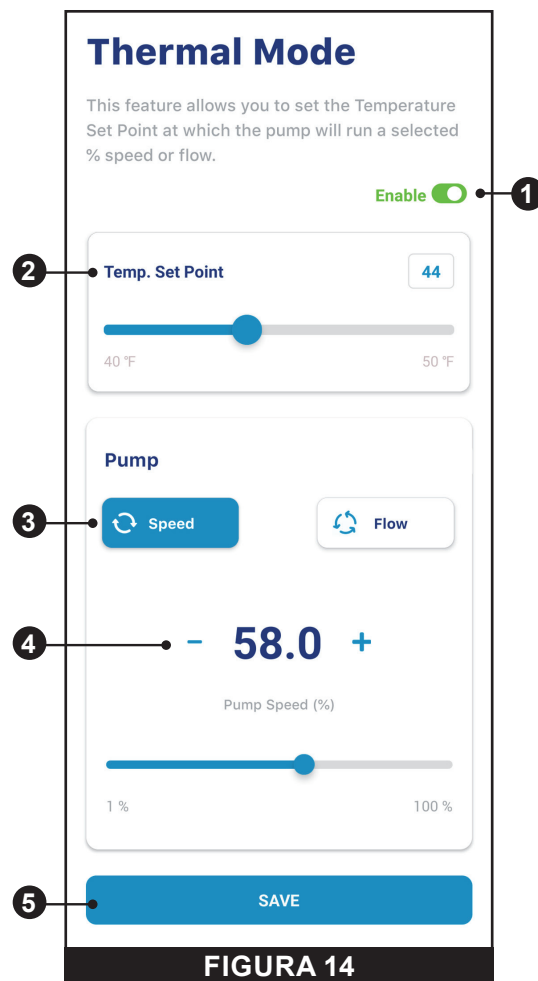 Thermal Mode
This feature allows you to set the Temperature
Set Point at which the pump will run a selected
% speed or flow.
Enable
1
2
Temp. Set Point
44
40 °F
50 °F
Pump
3
Speed
Flow
4
− 58.0 +
Pump Speed (%)
1 %
100 %
5
SAVE
FIGURA 14